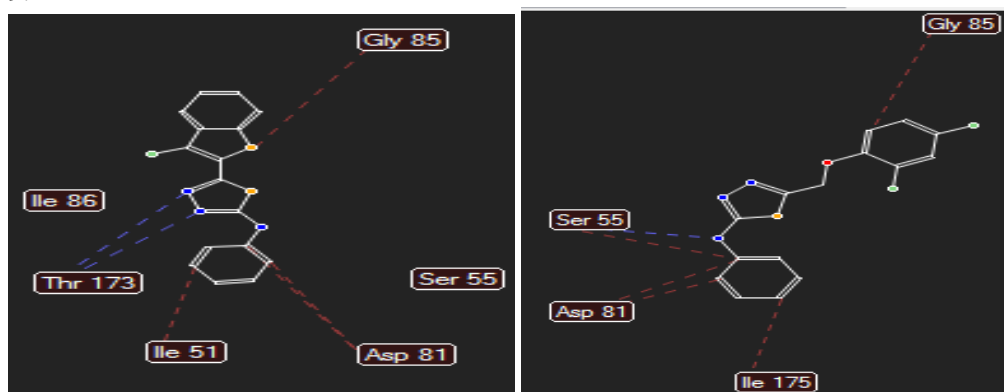 Gly 85
Ile 86
Thr 173
Ser 55
Ile 51
Asp 81
Gly 85
Ser 55
Asp 81
Ile 175